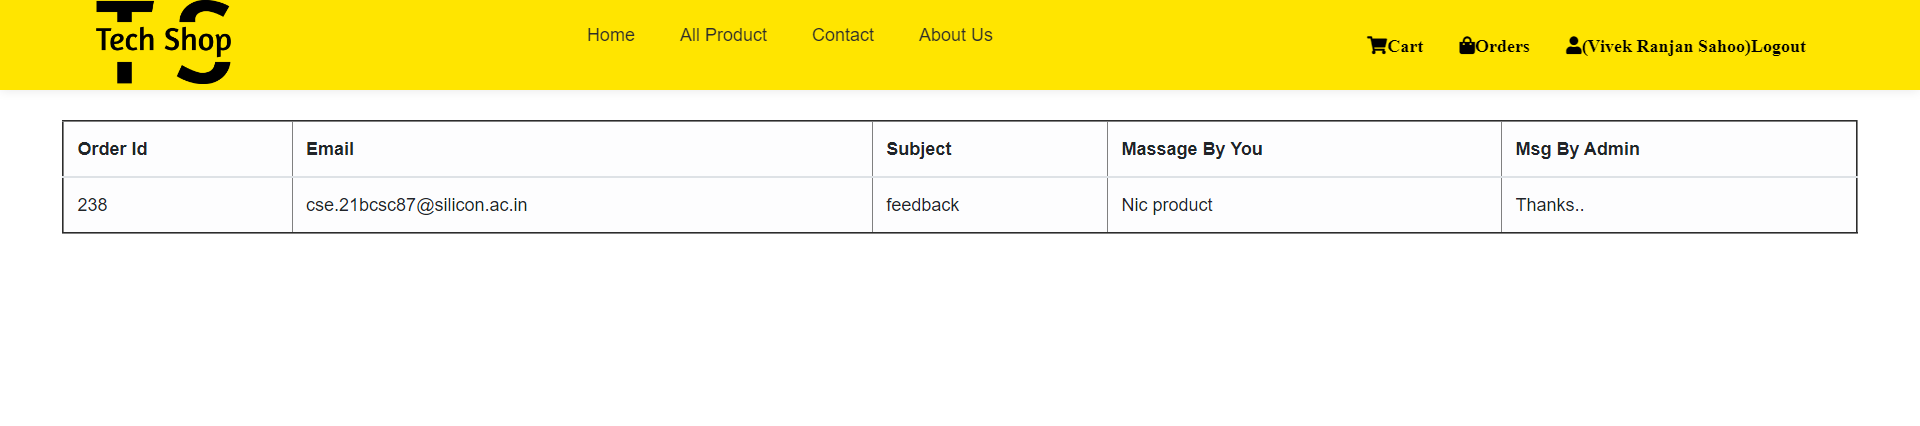 TS
Tech Shop
Home All Product Contact About Us
Cart Orders (Vivek Ranjan Sahoo)Logout
Order Id Email Subject Massage By You Msg By Admin
238 cse.21bcsc87@silicon.ac.in feedback Nic product Thanks..